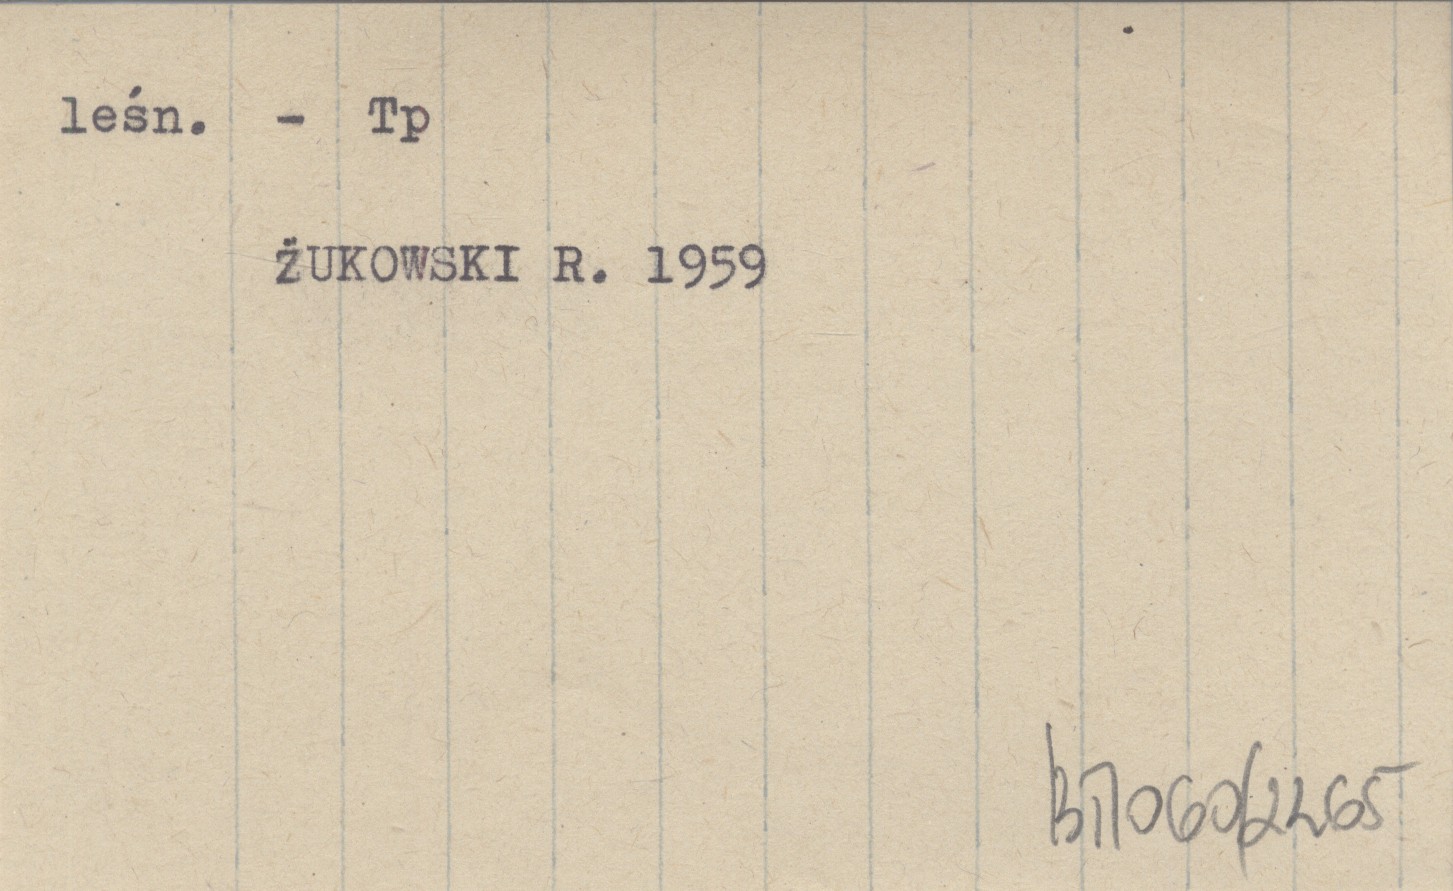 leśn. - Tp
ŻUKOWSKI R. 1959